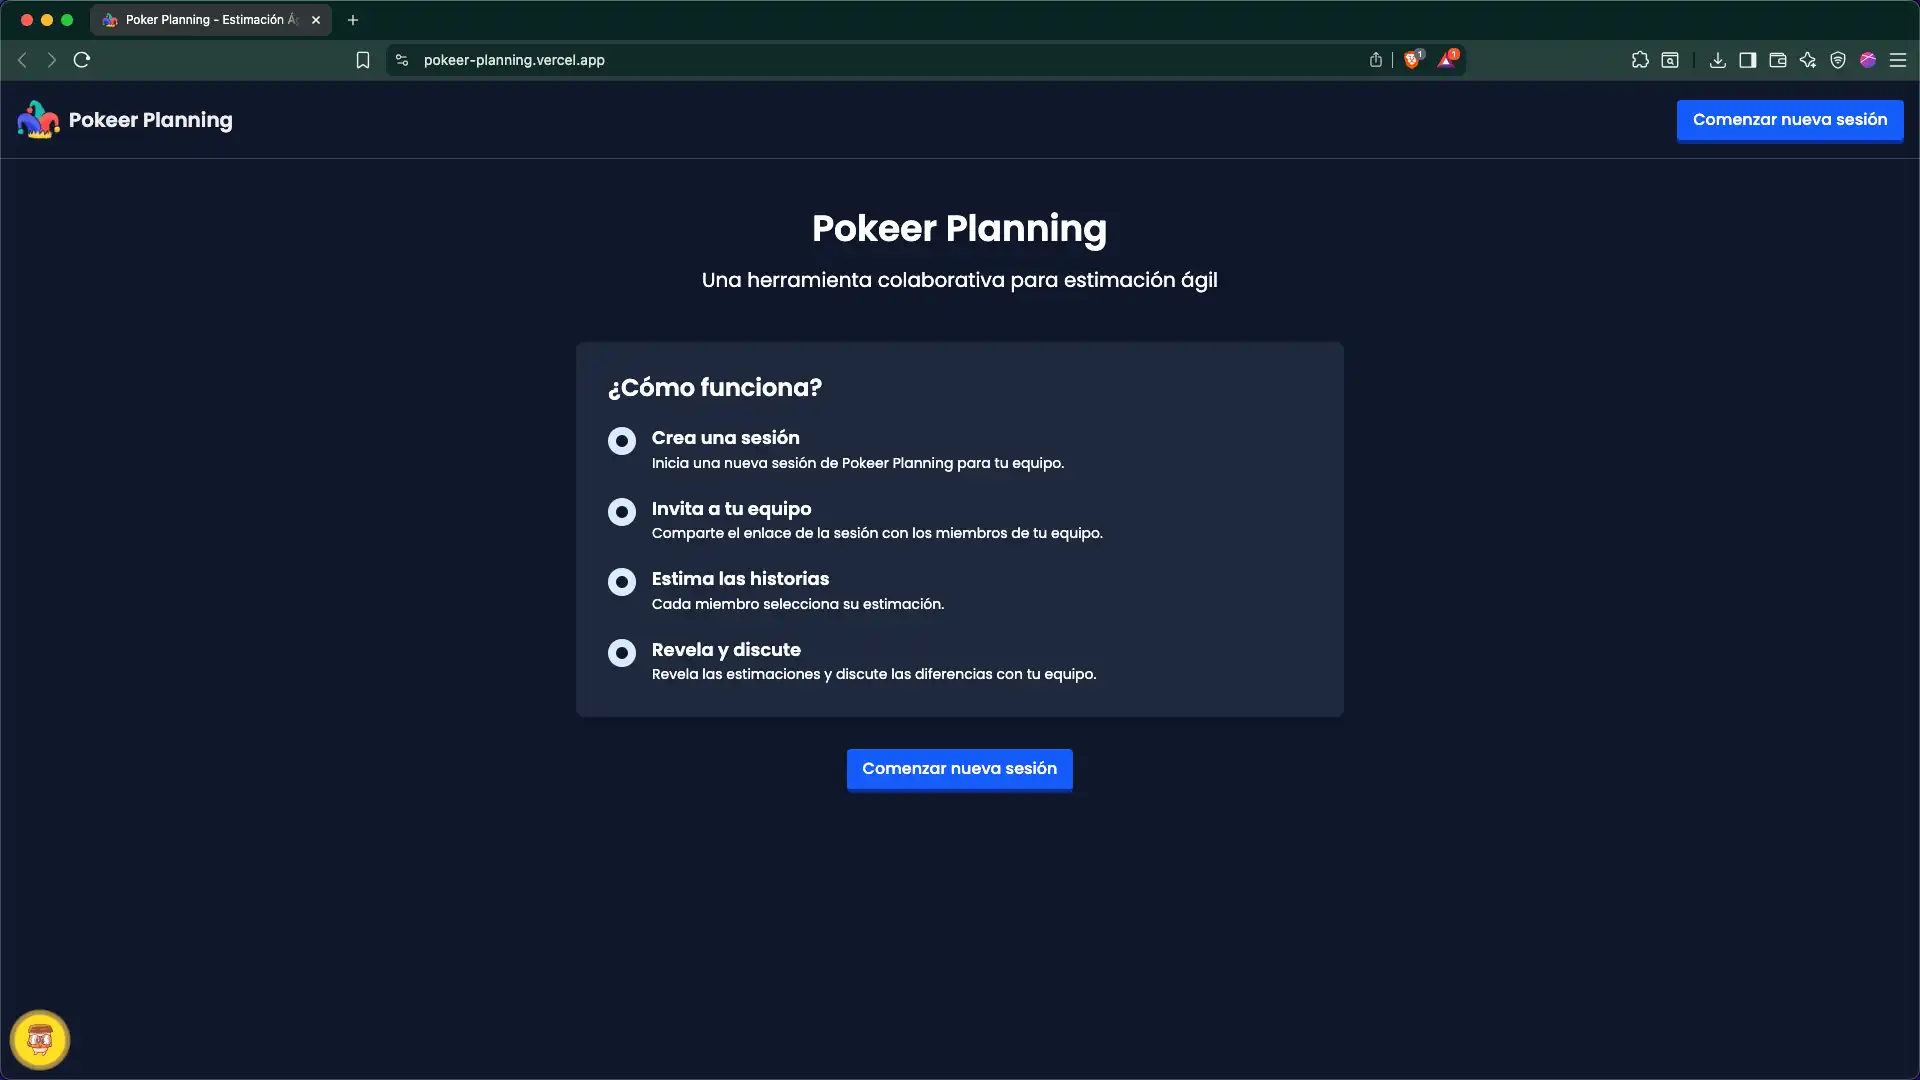 Poker Planning - Estimación Á
pokeer-planning.vercel.app
1
1
Pokeer Planning
Comenzar nueva sesión
Pokeer Planning
Una herramienta colaborativa para estimación ágil
¿Cómo funciona?
Crea una sesión
Inicia una nueva sesión de Pokeer Planning para tu equipo.
Invita a tu equipo
Comparte el enlace de la sesión con los miembros de tu equipo.
Estima las historias
Cada miembro selecciona su estimación.
Revela y discute
Revela las estimaciones y discute las diferencias con tu equipo.
Comenzar nueva sesión